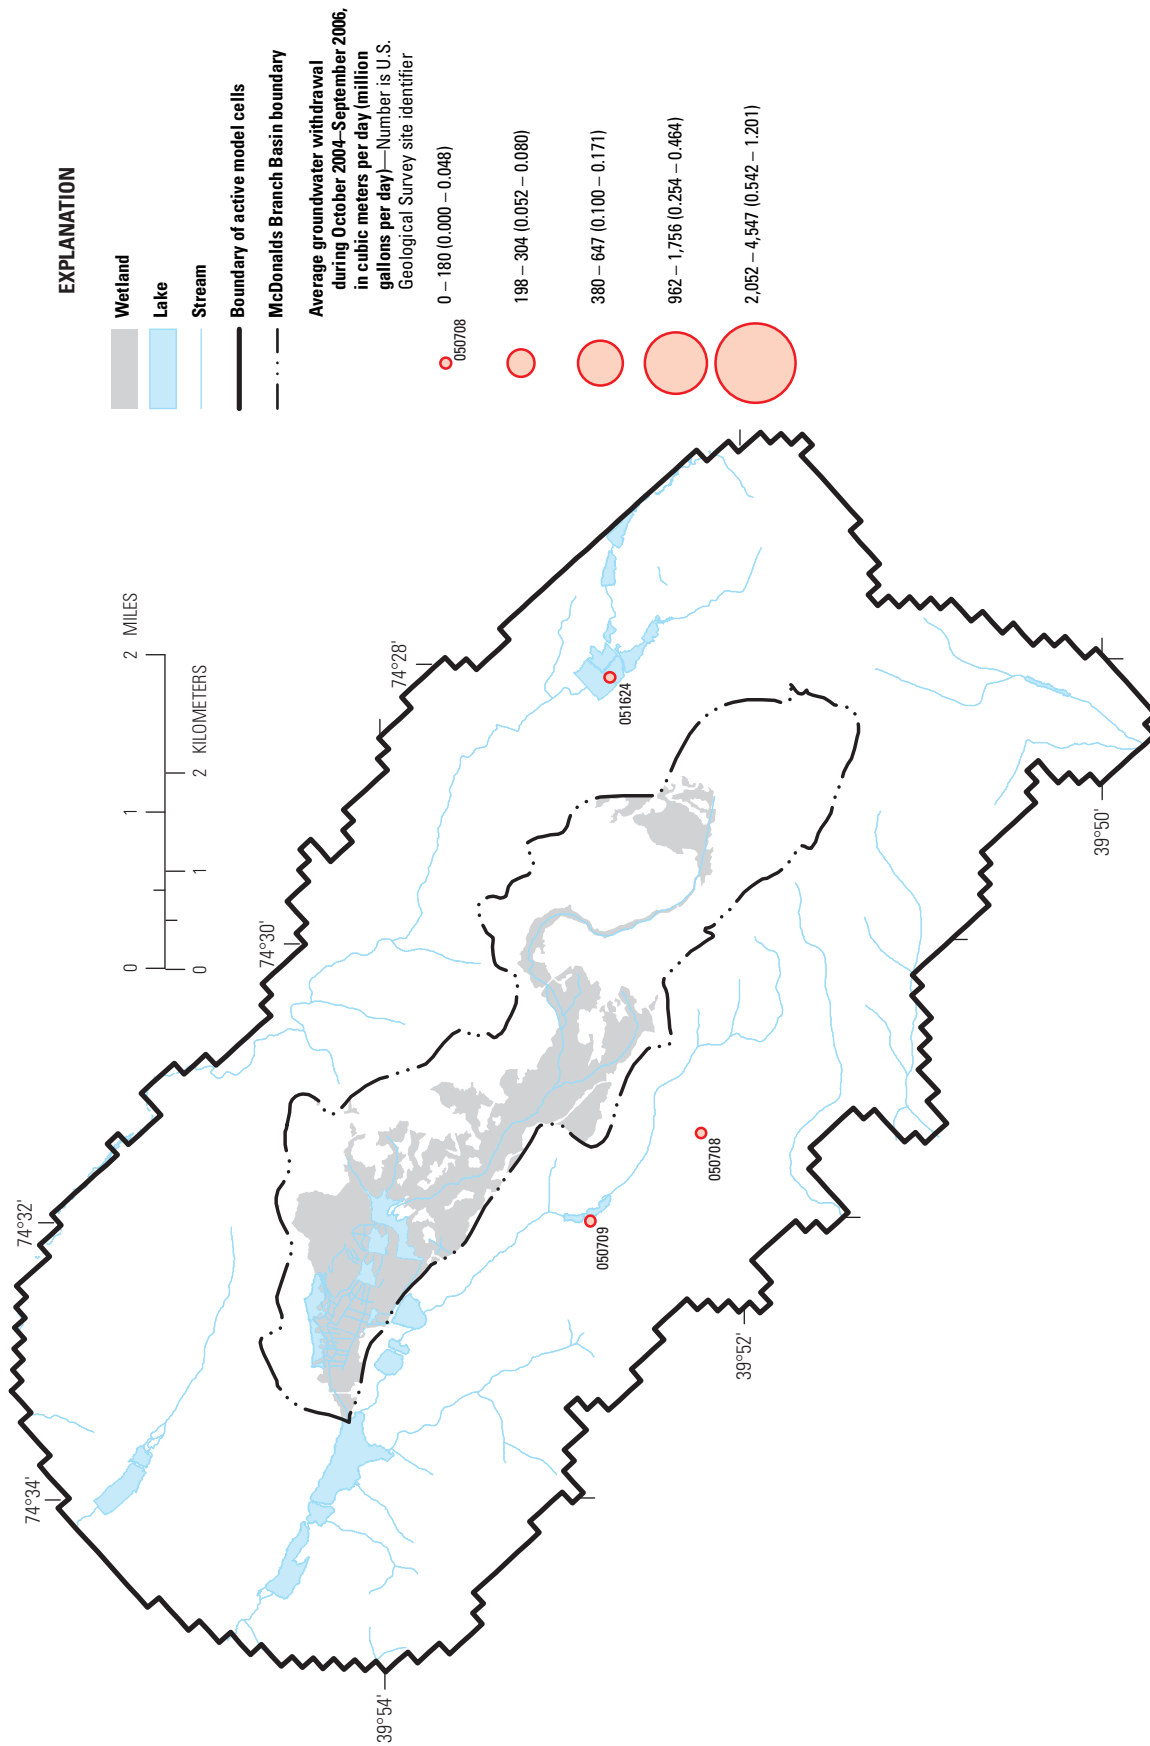 EXPLANATION
Wetland
Lake
Stream
Boundary of active model cells
McDonalds Branch Basin boundary
Average groundwater withdrawal
during October 2004–September 2006,
in cubic meters per day (million
gallons per day)—Number is U.S.
Geological Survey site identifier
050708
0 – 180 (0.000 – 0.048)
198 – 304 (0.052 – 0.080)
380 – 647 (0.100 – 0.171)
962 – 1,756 (0.254 – 0.464)
2,052 – 4,547 (0.542 – 1.201)
0 1 2 MILES
0 1 2 KILOMETERS
74°34'
74°32'
74°30'
74°28'
39°54'
39°52'
39°50'
050709
050708
051624